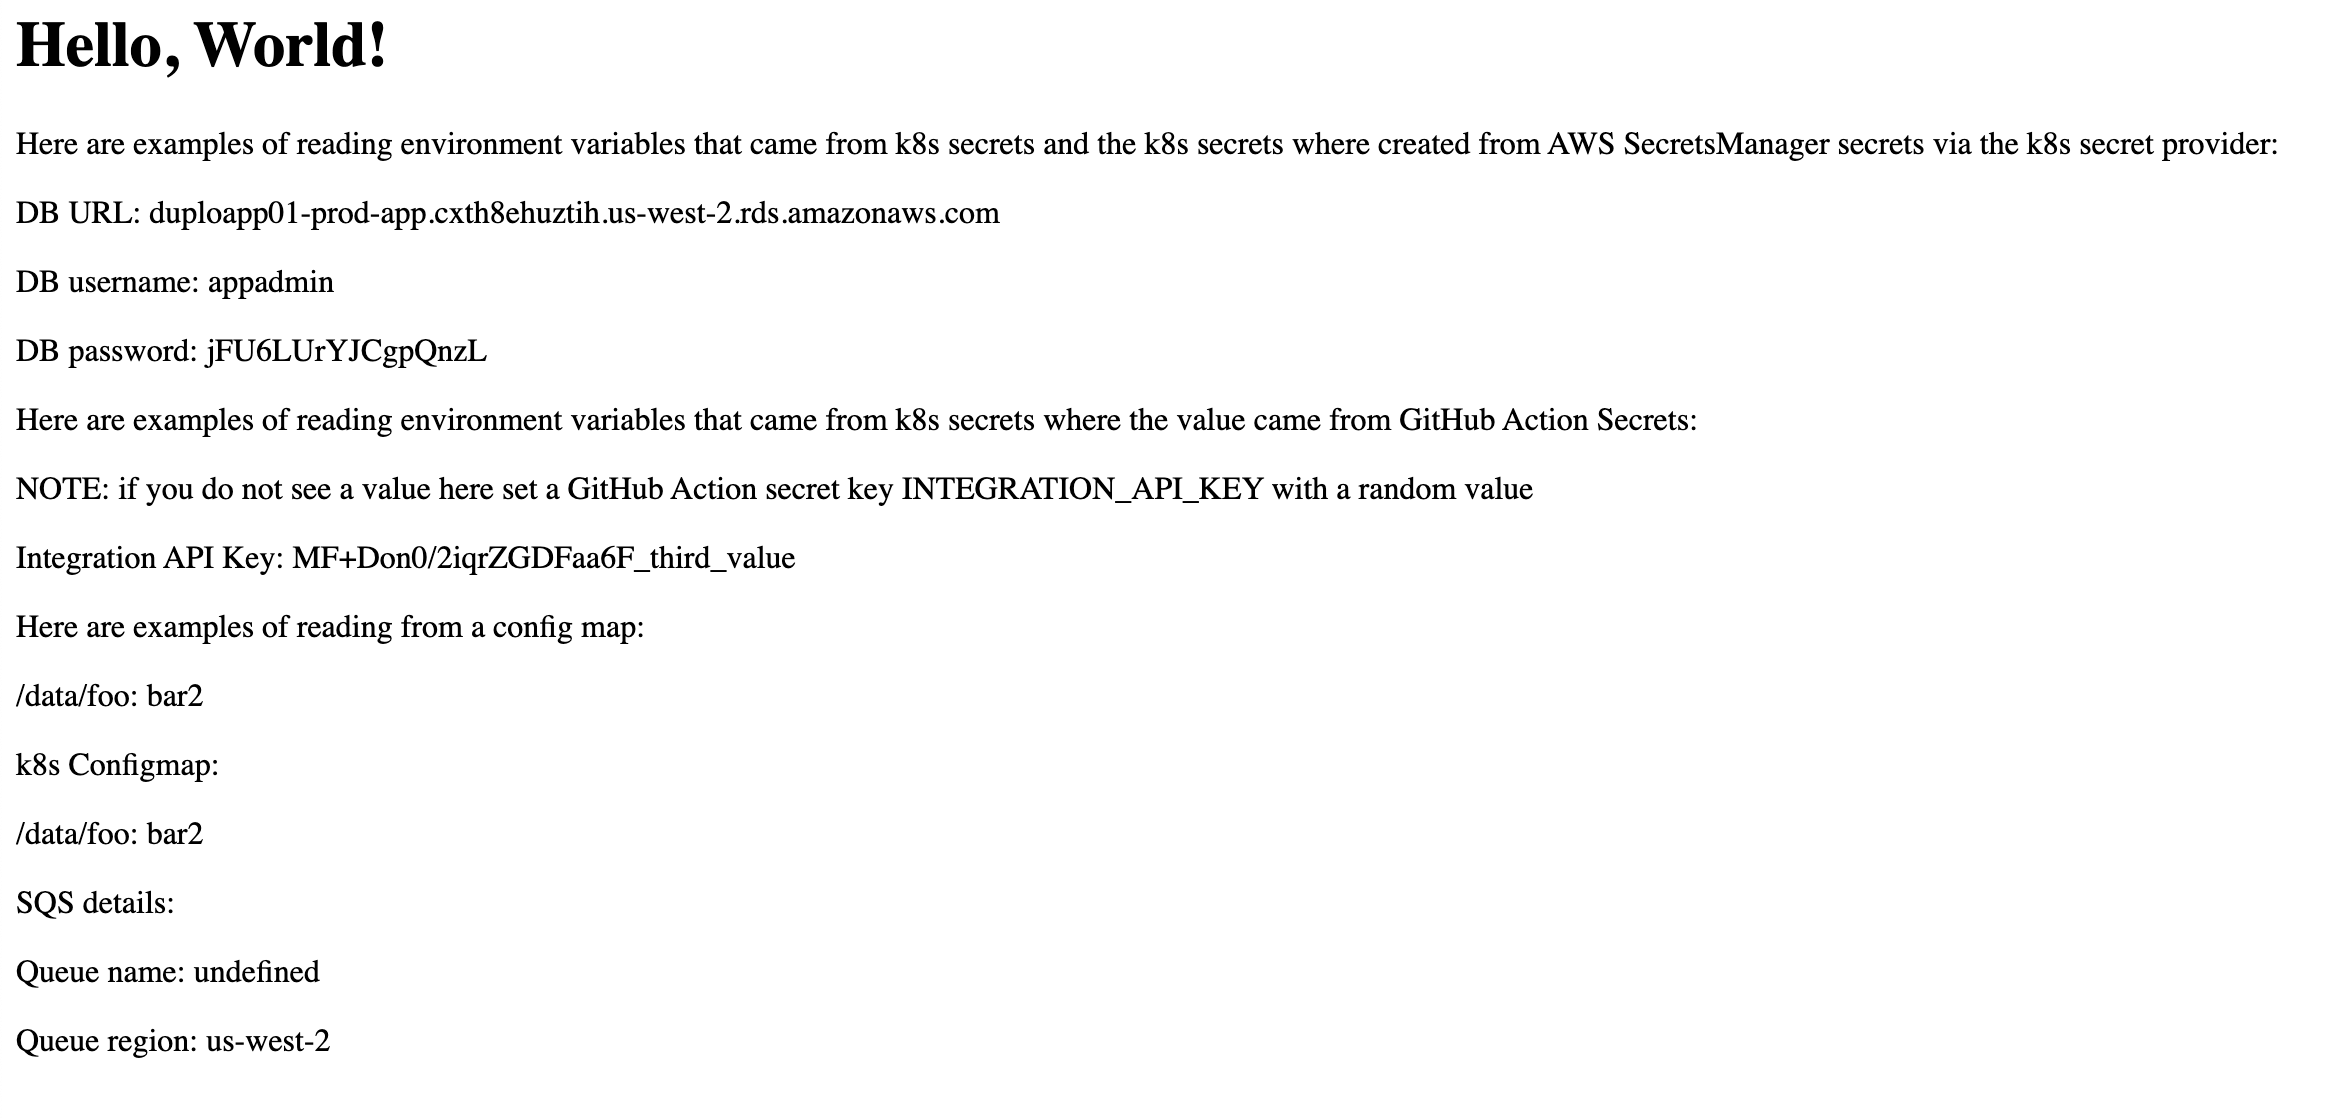 Hello, World!
Here are examples of reading environment variables that came from k8s secrets and the k8s secrets where created from AWS SecretsManager secrets via the k8s secret provider:
DB URL: duploapp01-prod-app.cxth8ehuztih.us-west-2.rds.amazonaws.com
DB username: appadmin
DB password: jFU6LUrYJCgpQnzL
Here are examples of reading environment variables that came from k8s secrets where the value came from GitHub Action Secrets:
NOTE: if you do not see a value here set a GitHub Action secret key INTEGRATION_API_KEY with a random value
Integration API Key: MF+Don0/2iqrZGDFaa6F_third_value
Here are examples of reading from a config map:
/data/foo: bar2
k8s Configmap:
/data/foo: bar2
SQS details:
Queue name: undefined
Queue region: us-west-2